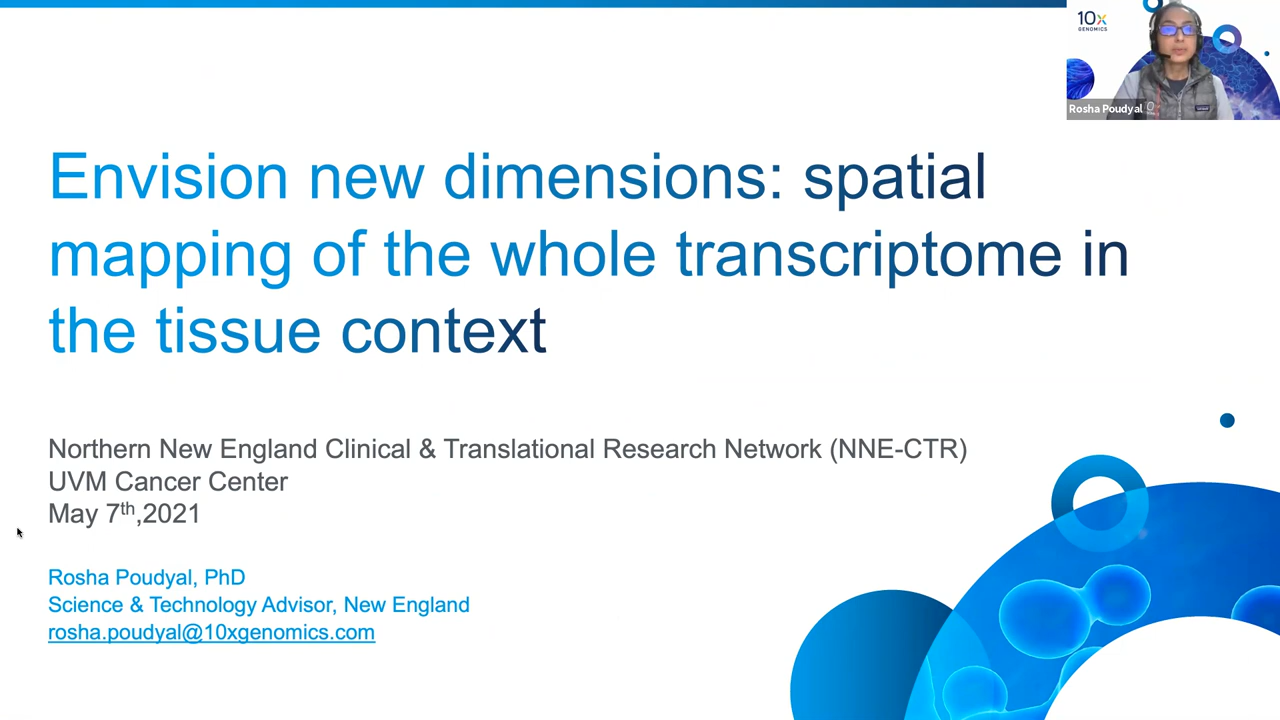 10x
GENOMICS
Rosha Poudyal
Envision new dimensions: spatial
mapping of the whole transcriptome in
the tissue context
Northern New England Clinical & Translational Research Network (NNE-CTR)
UVM Cancer Center
May 7th,2021
Rosha Poudyal, PhD
Science & Technology Advisor, New England
rosha.poudyal@10xgenomics.com